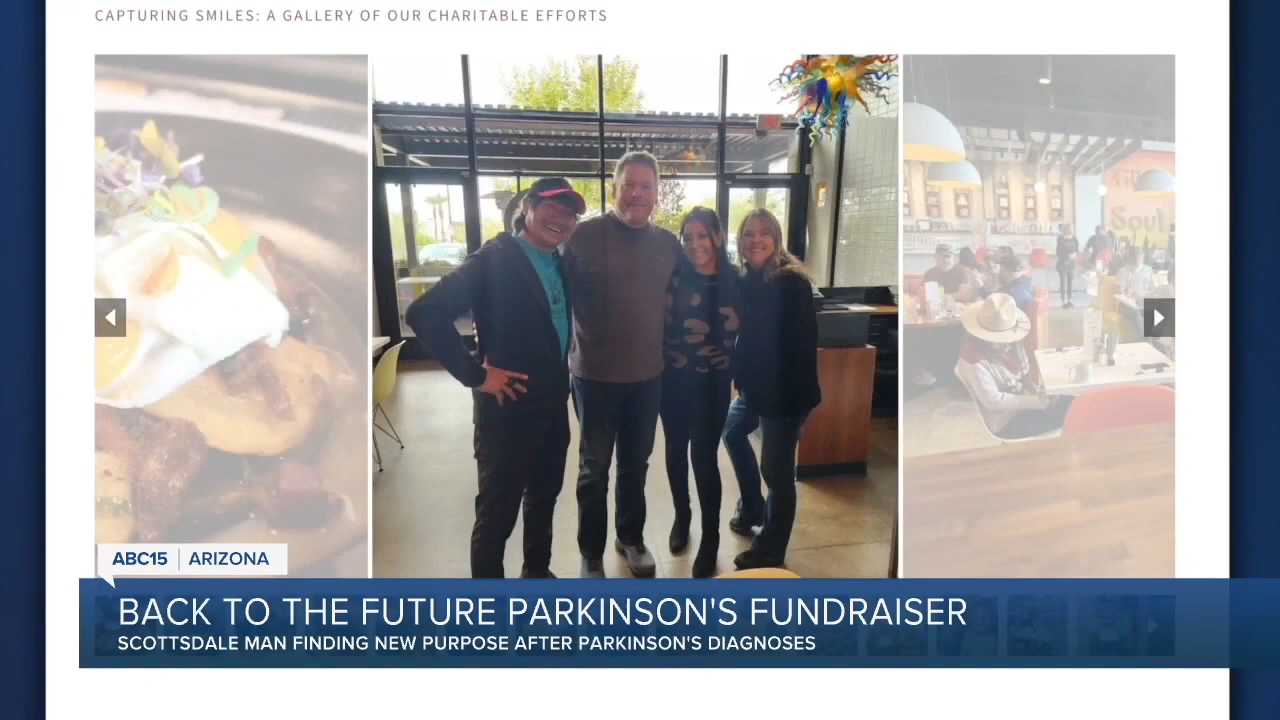 CAPTURING SMILES: A GALLERY OF OUR CHARITABLE EFFORTS
Soul
ABC15 | ARIZONA
BACK TO THE FUTURE PARKINSON'S FUNDRAISER
SCOTTSDALE MAN FINDING NEW PURPOSE AFTER PARKINSON'S DIAGNOSES